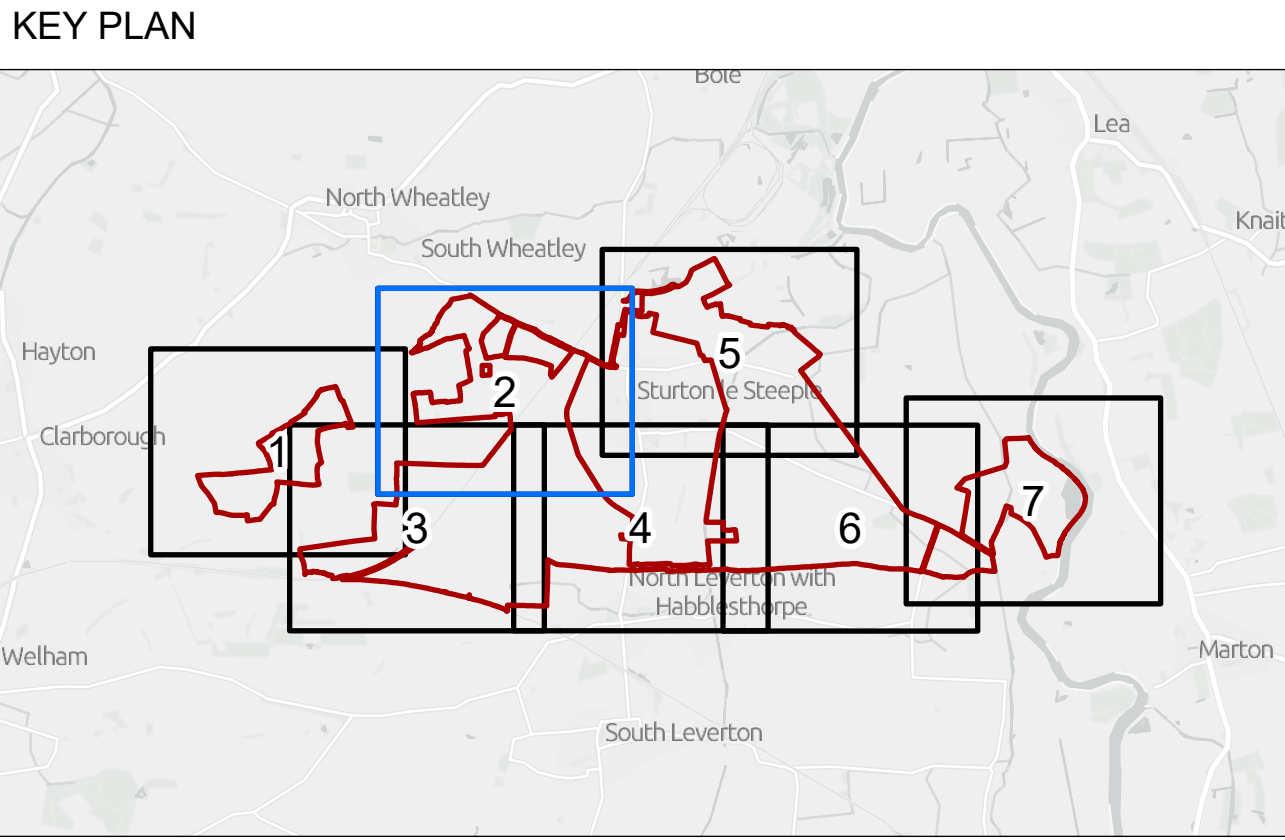 KEY PLAN
Bole
Lea
North Wheatley
Knait
South Wheatley
Hayton
5
2
Sturton le Steeple
Clarborough
1
7
3
4
6
North Leverton with
Habblesthorpe
Welham
Marton
South Leverton